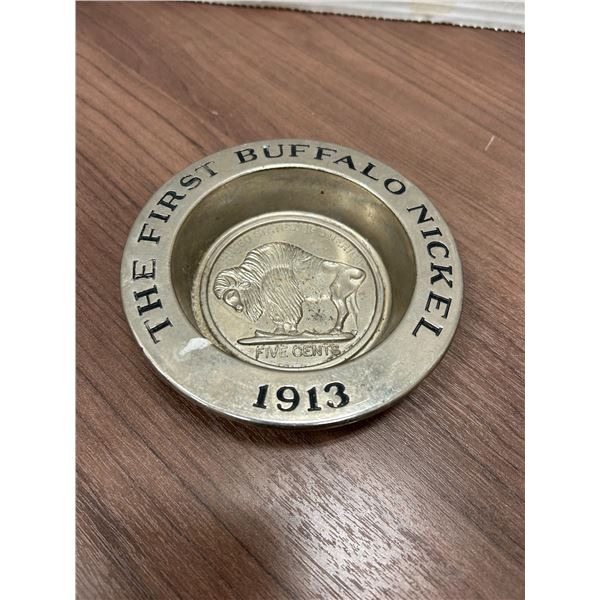 THE FIRST BUFFALO NICKEL
FIVE CENTS
1913